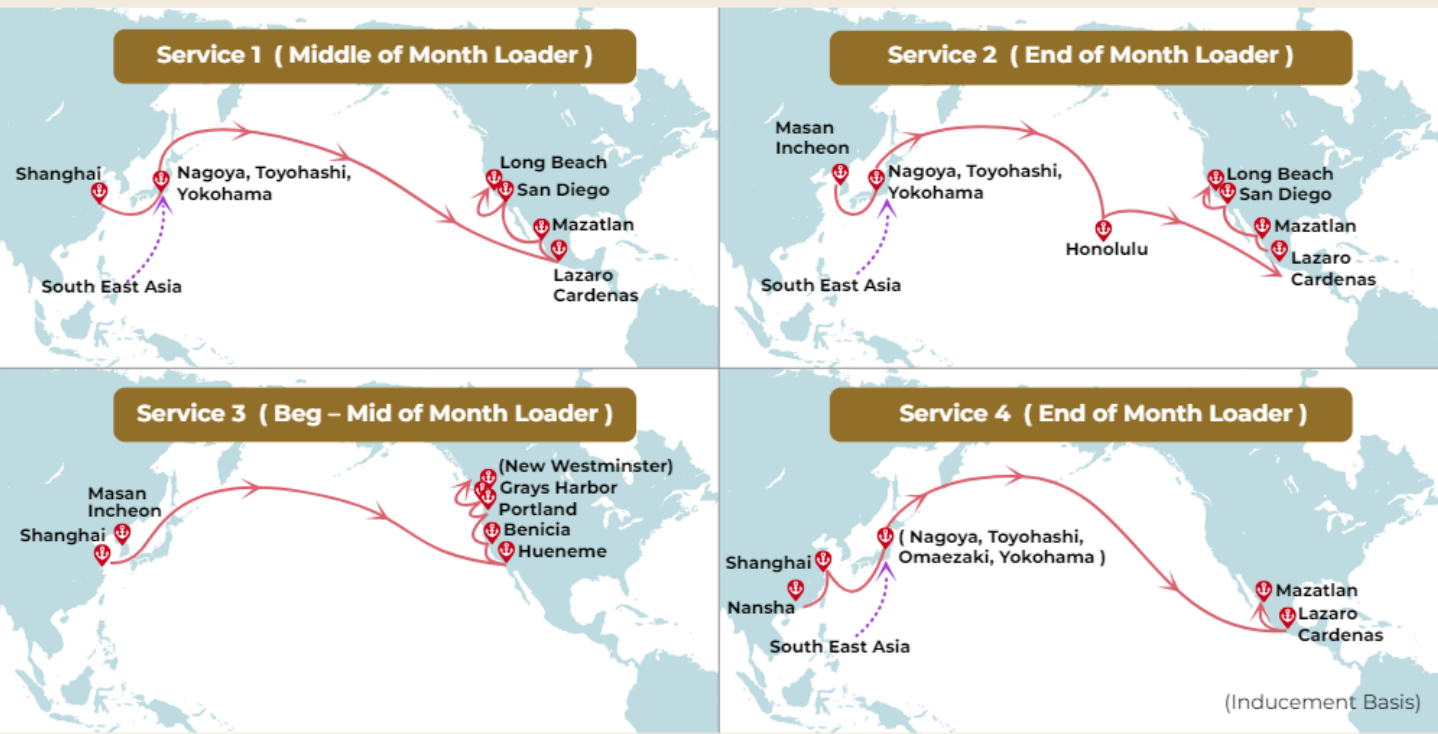 Service 1 ( Middle of Month Loader )
Shanghai
Nagoya, Toyohashi,
Yokohama
South East Asia
Long Beach
San Diego
Mazatlan
Lazaro
Cardenas
Service 2 ( End of Month Loader )
Masan
Incheon
Nagoya, Toyohashi,
Yokohama
South East Asia
Honolulu
Long Beach
San Diego
Mazatlan
Lazaro
Cardenas
Service 3 ( Beg – Mid of Month Loader )
Masan
Incheon
Shanghai
(New Westminster)
Grays Harbor
Portland
Benicia
Hueneme
Service 4 ( End of Month Loader )
( Nagoya, Toyohashi,
Omaezaki, Yokohama )
Shanghai
Nansha
South East Asia
Mazatlan
Lazaro
Cardenas
(Inducement Basis)